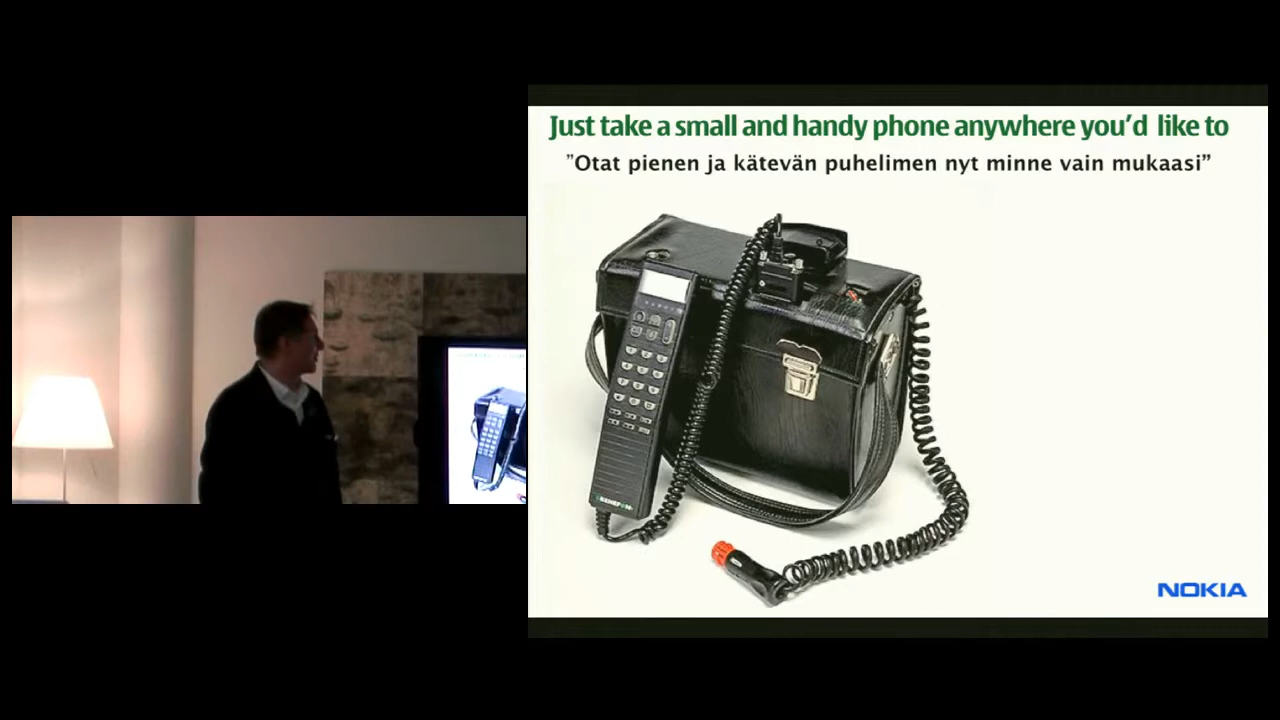 Just take a small and handy phone anywhere you'd like to
"Otat pienen ja kätevän puhelimen nyt minne vain mukaasi"
BENEFON
NOKIA